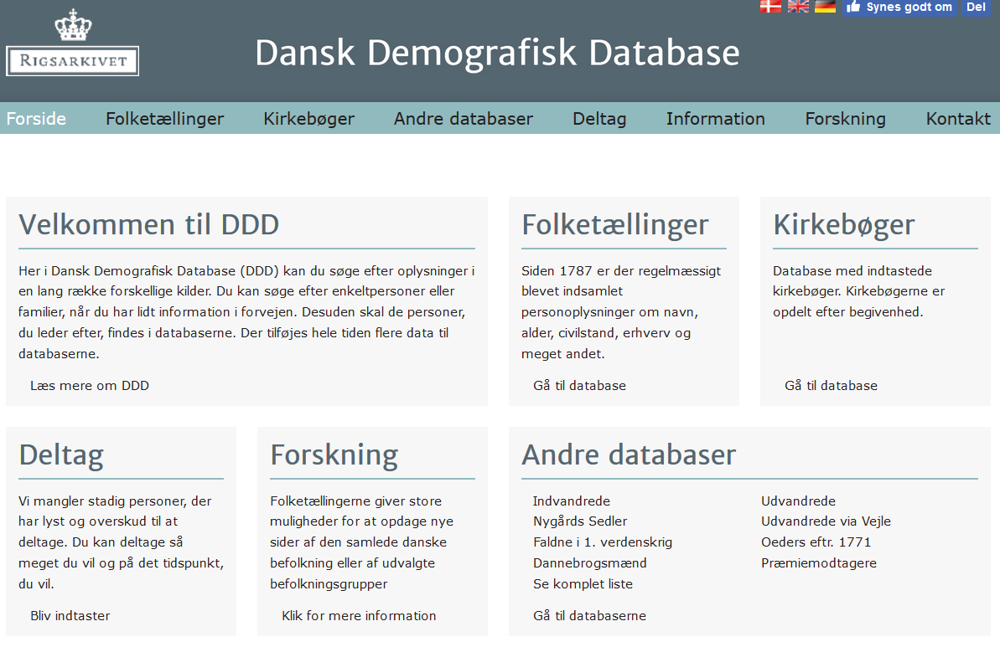 Synes godt om
Del
RIGSARKIVET
Dansk Demografisk Database
Forside
Folketællinger
Kirkebøger
Andre databaser
Deltag
Information
Forskning
Kontakt
Velkommen til DDD
Her i Dansk Demografisk Database (DDD) kan du søge efter oplysninger i
en lang række forskellige kilder. Du kan søge efter enkeltpersoner eller
familier, når du har lidt information i forvejen. Desuden skal de personer,
du leder efter, findes i databaserne. Der tilføjes hele tiden flere data til
databaserne.
Læs mere om DDD
Folketællinger
Siden 1787 er der regelmæssigt
blevet indsamlet
personoplysninger om navn,
alder, civilstand, erhverv og
meget andet.
Gå til database
Kirkebøger
Database med indtastede
kirkebøger. Kirkebøgerne er
opdelt efter begivenhed.
Gå til database
Deltag
Vi mangler stadig personer, der
har lyst og overskud til at
deltage. Du kan deltage så
meget du vil og på det tidspunkt,
du vil.
Bliv indtaster
Forskning
Folketællingerne giver store
muligheder for at opdage nye
sider af den samlede danske
befolkning eller af udvalgte
befolkningsgrupper
Klik for mere information
Andre databaser
Indvandrede
Nygårds Sedler
Faldne i 1. verdenskrig
Dannebrogsmænd
Se komplet liste
Udvandrede
Udvandrede via Vejle
Oeders eftr. 1771
Præmiemodtagere
Gå til databaserne